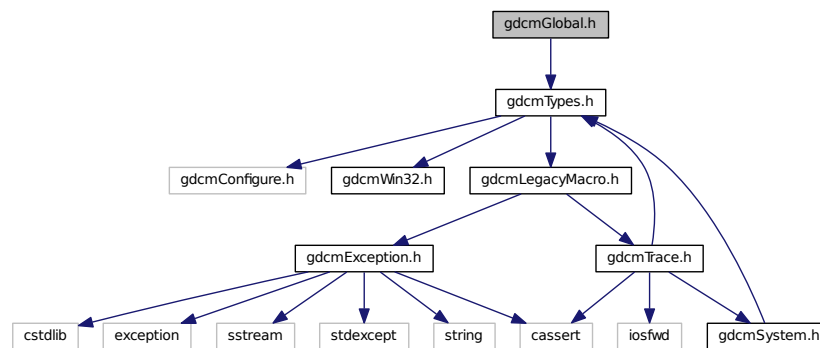 gdcmGlobal.h
gdcmTypes.h
gdcmConfigure.h
gdcmWin32.h
gdcmLegacyMacro.h
gdcmException.h
gdcmTrace.h
cstdlib
exception
sstream
stdexcept
string
cassert
iosfwd
gdcmSystem.h